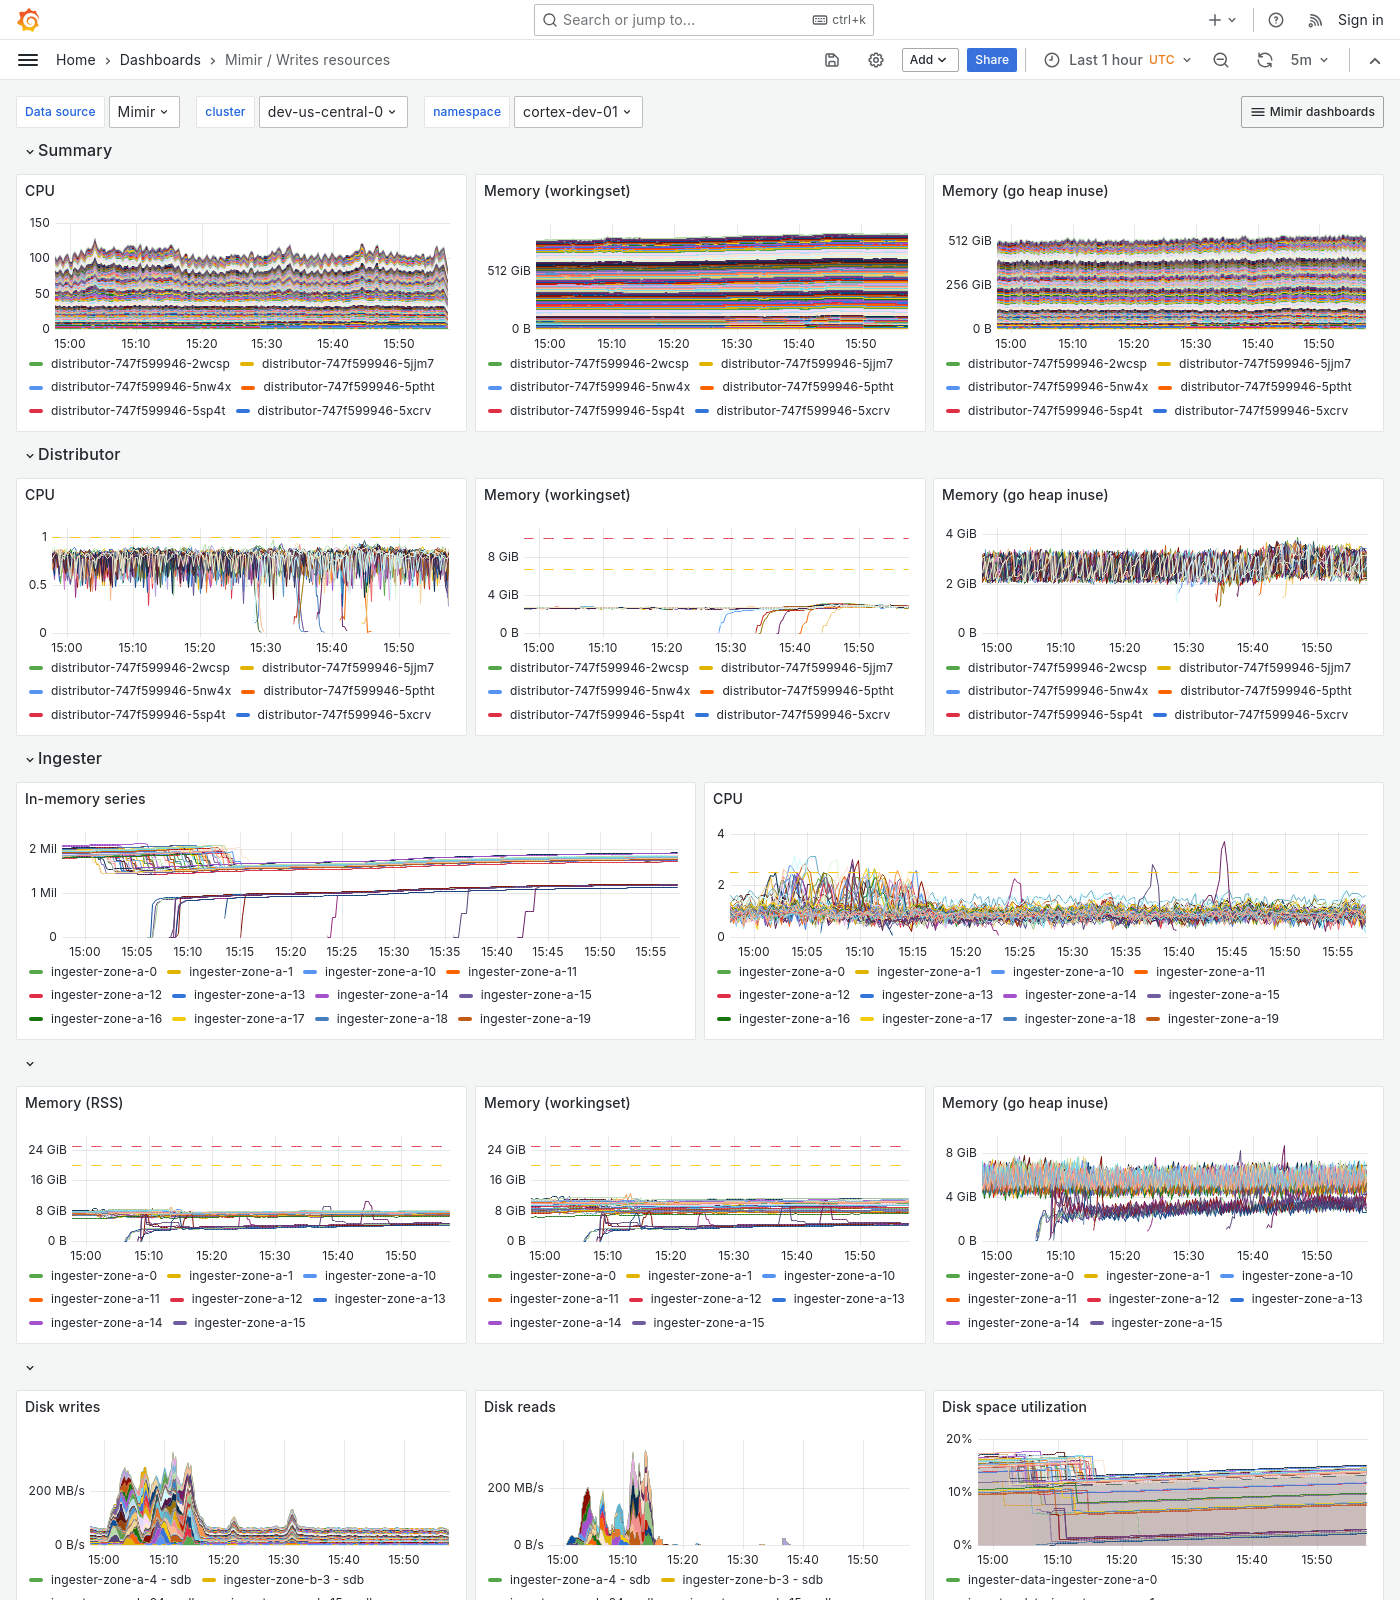 Search or jump to... ctrl+k Sign in
Home Dashboards Mimir / Writes resources Add Share Last 1 hour UTC 5m
Data source Mimir cluster dev-us-central-0 namespace cortex-dev-01 Mimir dashboards
Summary
CPU
150
100
50
0
15:00 15:10 15:20 15:30 15:40 15:50
distributor-747f599946-2wcsp distributor-747f599946-5jjm7
distributor-747f599946-5nw4x distributor-747f599946-5ptht
distributor-747f599946-5sp4t distributor-747f599946-5xcrv
Memory (workingset)
512 GiB
0 B
15:00 15:10 15:20 15:30 15:40 15:50
distributor-747f599946-2wcsp distributor-747f599946-5jjm7
distributor-747f599946-5nw4x distributor-747f599946-5ptht
distributor-747f599946-5sp4t distributor-747f599946-5xcrv
Memory (go heap inuse)
512 GiB
256 GiB
0 B
15:00 15:10 15:20 15:30 15:40 15:50
distributor-747f599946-2wcsp distributor-747f599946-5jjm7
distributor-747f599946-5nw4x distributor-747f599946-5ptht
distributor-747f599946-5sp4t distributor-747f599946-5xcrv
Distributor
CPU
1
0.5
0
15:00 15:10 15:20 15:30 15:40 15:50
distributor-747f599946-2wcsp distributor-747f599946-5jjm7
distributor-747f599946-5nw4x distributor-747f599946-5ptht
distributor-747f599946-5sp4t distributor-747f599946-5xcrv
Memory (workingset)
8 GiB
4 GiB
0 B
15:00 15:10 15:20 15:30 15:40 15:50
distributor-747f599946-2wcsp distributor-747f599946-5jjm7
distributor-747f599946-5nw4x distributor-747f599946-5ptht
distributor-747f599946-5sp4t distributor-747f599946-5xcrv
Memory (go heap inuse)
4 GiB
2 GiB
0 B
15:00 15:10 15:20 15:30 15:40 15:50
distributor-747f599946-2wcsp distributor-747f599946-5jjm7
distributor-747f599946-5nw4x distributor-747f599946-5ptht
distributor-747f599946-5sp4t distributor-747f599946-5xcrv
Ingester
In-memory series
2 Mil
1 Mil
0
15:00 15:05 15:10 15:15 15:20 15:25 15:30 15:35 15:40 15:45 15:50 15:55
ingester-zone-a-0 ingester-zone-a-1 ingester-zone-a-10 ingester-zone-a-11
ingester-zone-a-12 ingester-zone-a-13 ingester-zone-a-14 ingester-zone-a-15
ingester-zone-a-16 ingester-zone-a-17 ingester-zone-a-18 ingester-zone-a-19
CPU
4
2
0
15:00 15:05 15:10 15:15 15:20 15:25 15:30 15:35 15:40 15:45 15:50 15:55
ingester-zone-a-0 ingester-zone-a-1 ingester-zone-a-10 ingester-zone-a-11
ingester-zone-a-12 ingester-zone-a-13 ingester-zone-a-14 ingester-zone-a-15
ingester-zone-a-16 ingester-zone-a-17 ingester-zone-a-18 ingester-zone-a-19
Memory (RSS)
24 GiB
16 GiB
8 GiB
0 B
15:00 15:10 15:20 15:30 15:40 15:50
ingester-zone-a-0 ingester-zone-a-1 ingester-zone-a-10
ingester-zone-a-11 ingester-zone-a-12 ingester-zone-a-13
ingester-zone-a-14 ingester-zone-a-15
Memory (workingset)
24 GiB
16 GiB
8 GiB
0 B
15:00 15:10 15:20 15:30 15:40 15:50
ingester-zone-a-0 ingester-zone-a-1 ingester-zone-a-10
ingester-zone-a-11 ingester-zone-a-12 ingester-zone-a-13
ingester-zone-a-14 ingester-zone-a-15
Memory (go heap inuse)
8 GiB
4 GiB
0 B
15:00 15:10 15:20 15:30 15:40 15:50
ingester-zone-a-0 ingester-zone-a-1 ingester-zone-a-10
ingester-zone-a-11 ingester-zone-a-12 ingester-zone-a-13
ingester-zone-a-14 ingester-zone-a-15
Disk writes
200 MB/s
0 B/s
15:00 15:10 15:20 15:30 15:40 15:50
ingester-zone-a-4 - sdb ingester-zone-b-3 - sdb
Disk reads
200 MB/s
0 B/s
15:00 15:10 15:20 15:30 15:40 15:50
ingester-zone-a-4 - sdb ingester-zone-b-3 - sdb
Disk space utilization
20%
10%
0%
15:00 15:10 15:20 15:30 15:40 15:50
ingester-data-ingester-zone-a-0